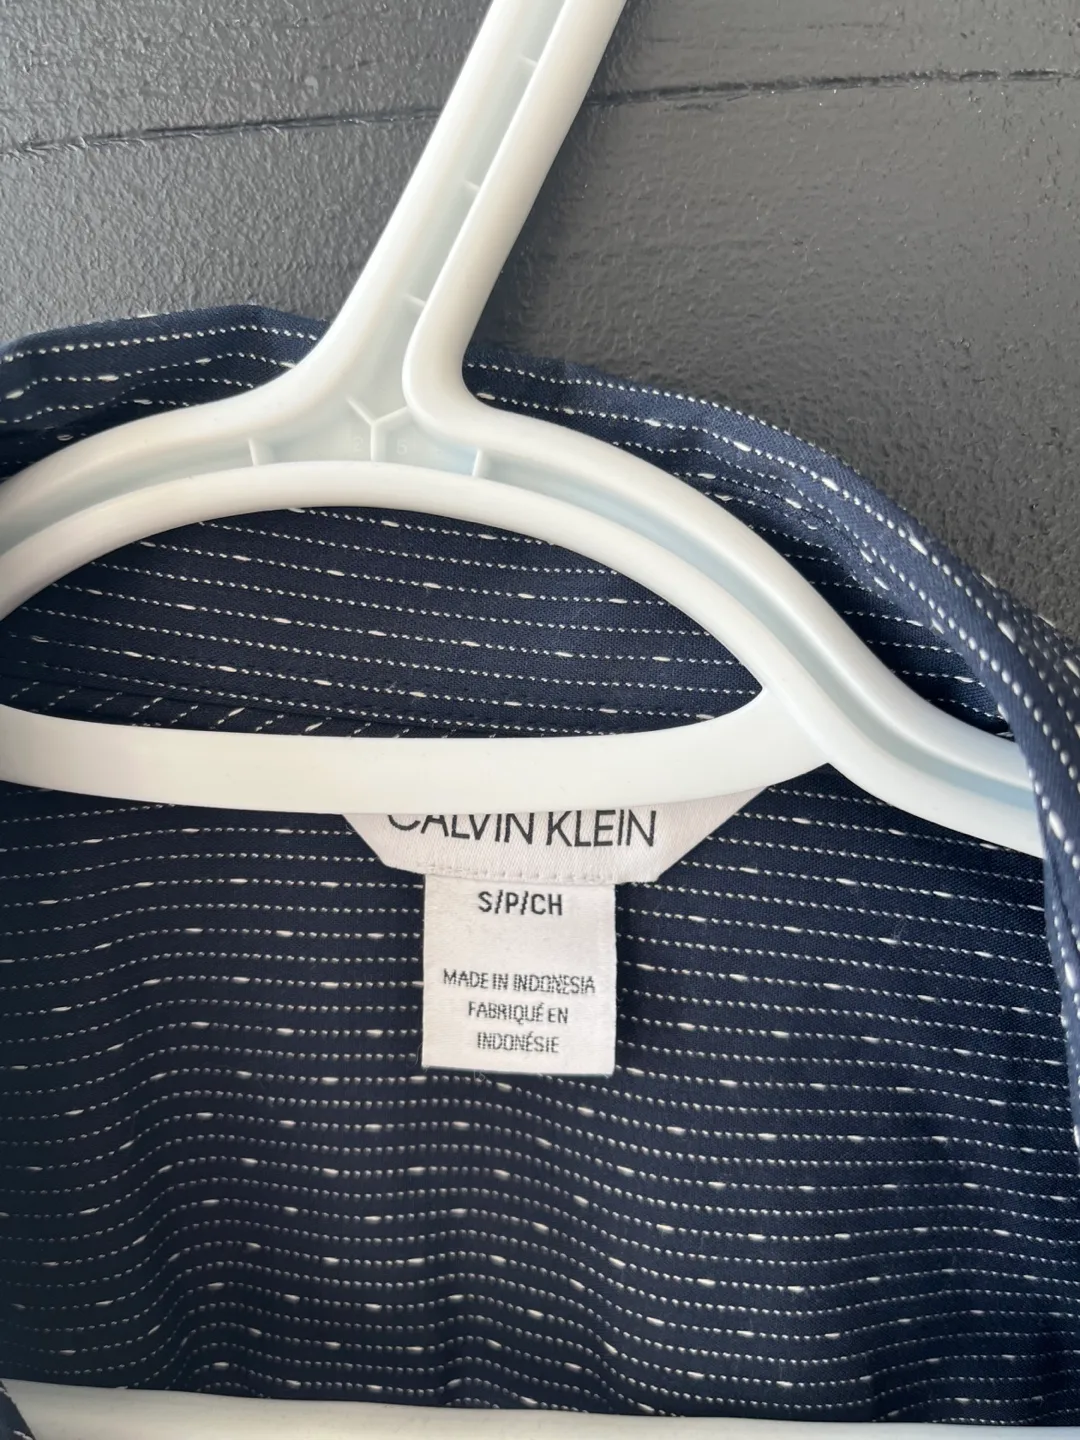 CALVIN KLEIN
S/P/CH
MADE IN INDONESIA
FABRIQUÉ EN
INDONÉSIE